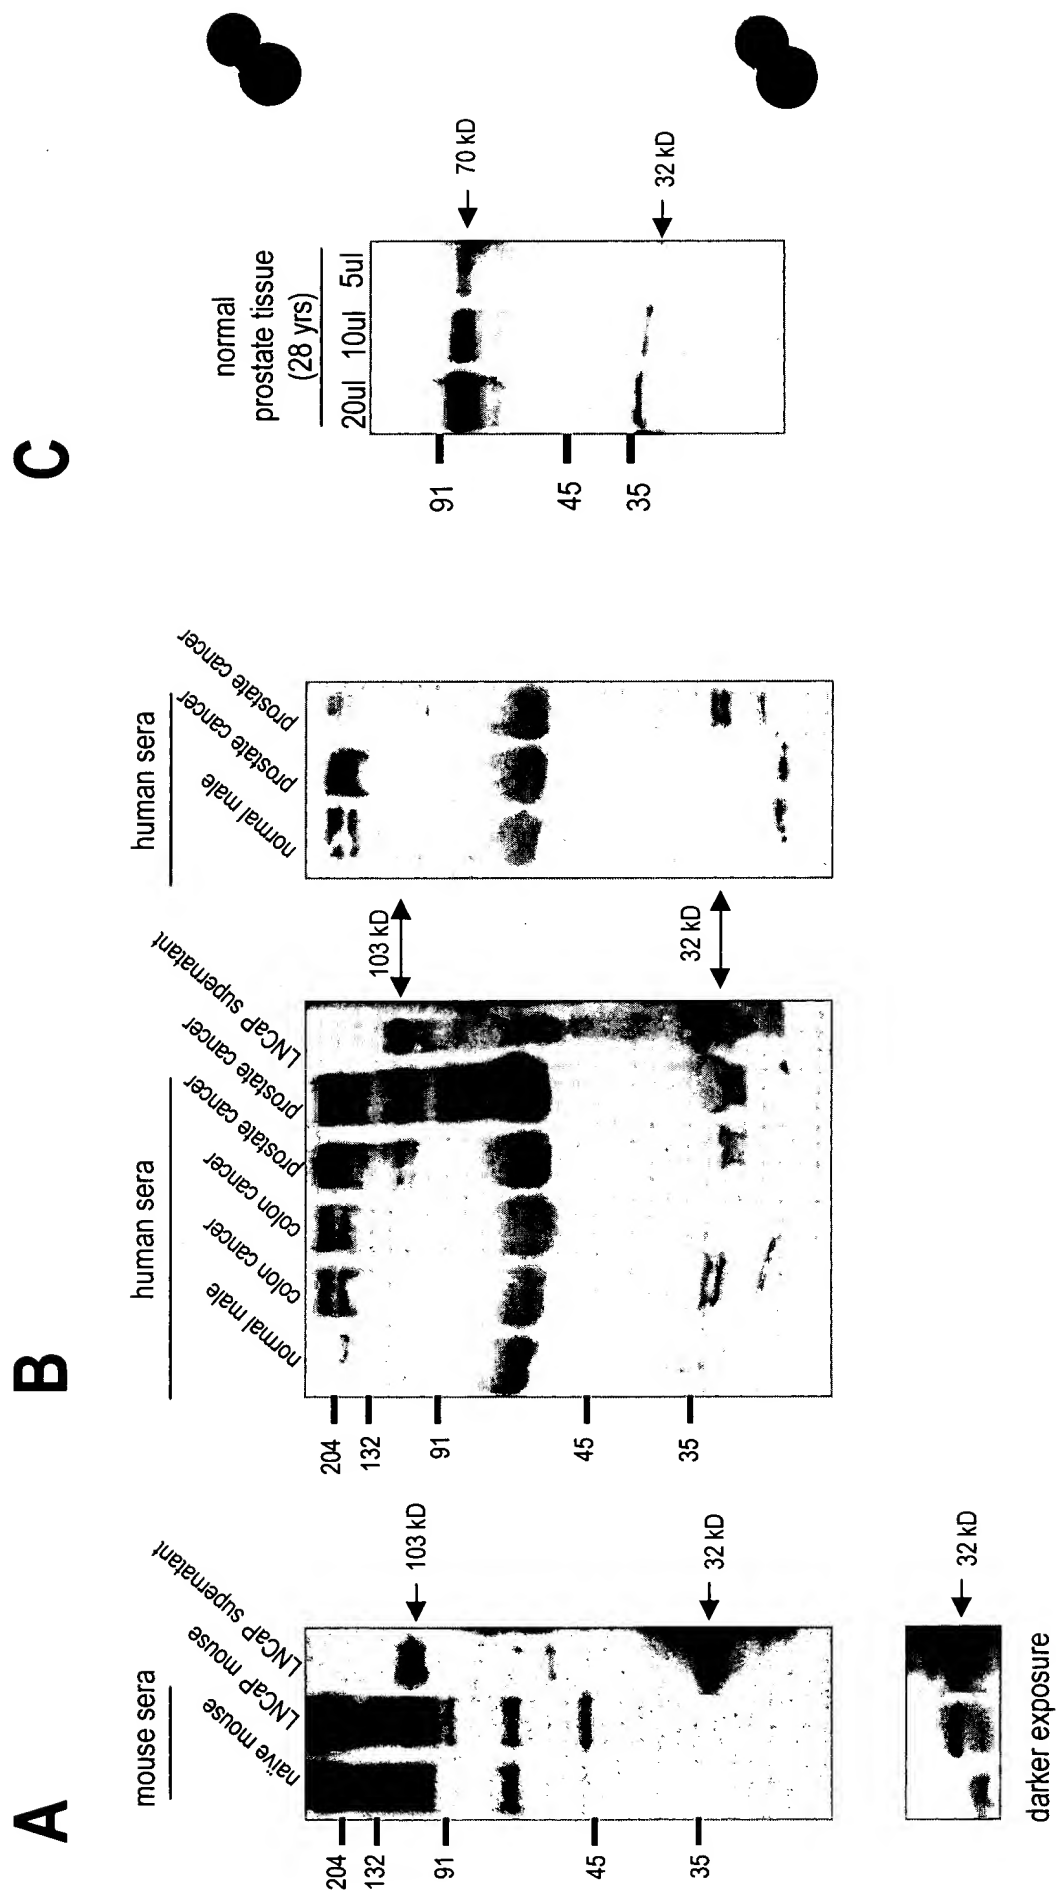 A
mouse sera
naïve mouse
LNCaP mouse
LNCaP supernatant
204
132
91
45
35
103 kD
32 kD
32 kD
darker exposure
B
human sera
normal male
colon cancer
colon cancer
prostate cancer
prostate cancer
LNCaP supernatant
204
132
91
45
35
103 kD
32 kD
human sera
normal male
prostate cancer
prostate cancer
C
normal
prostate tissue
(28 yrs)
20ul 10ul 5ul
91
45
35
70 kD
32 kD